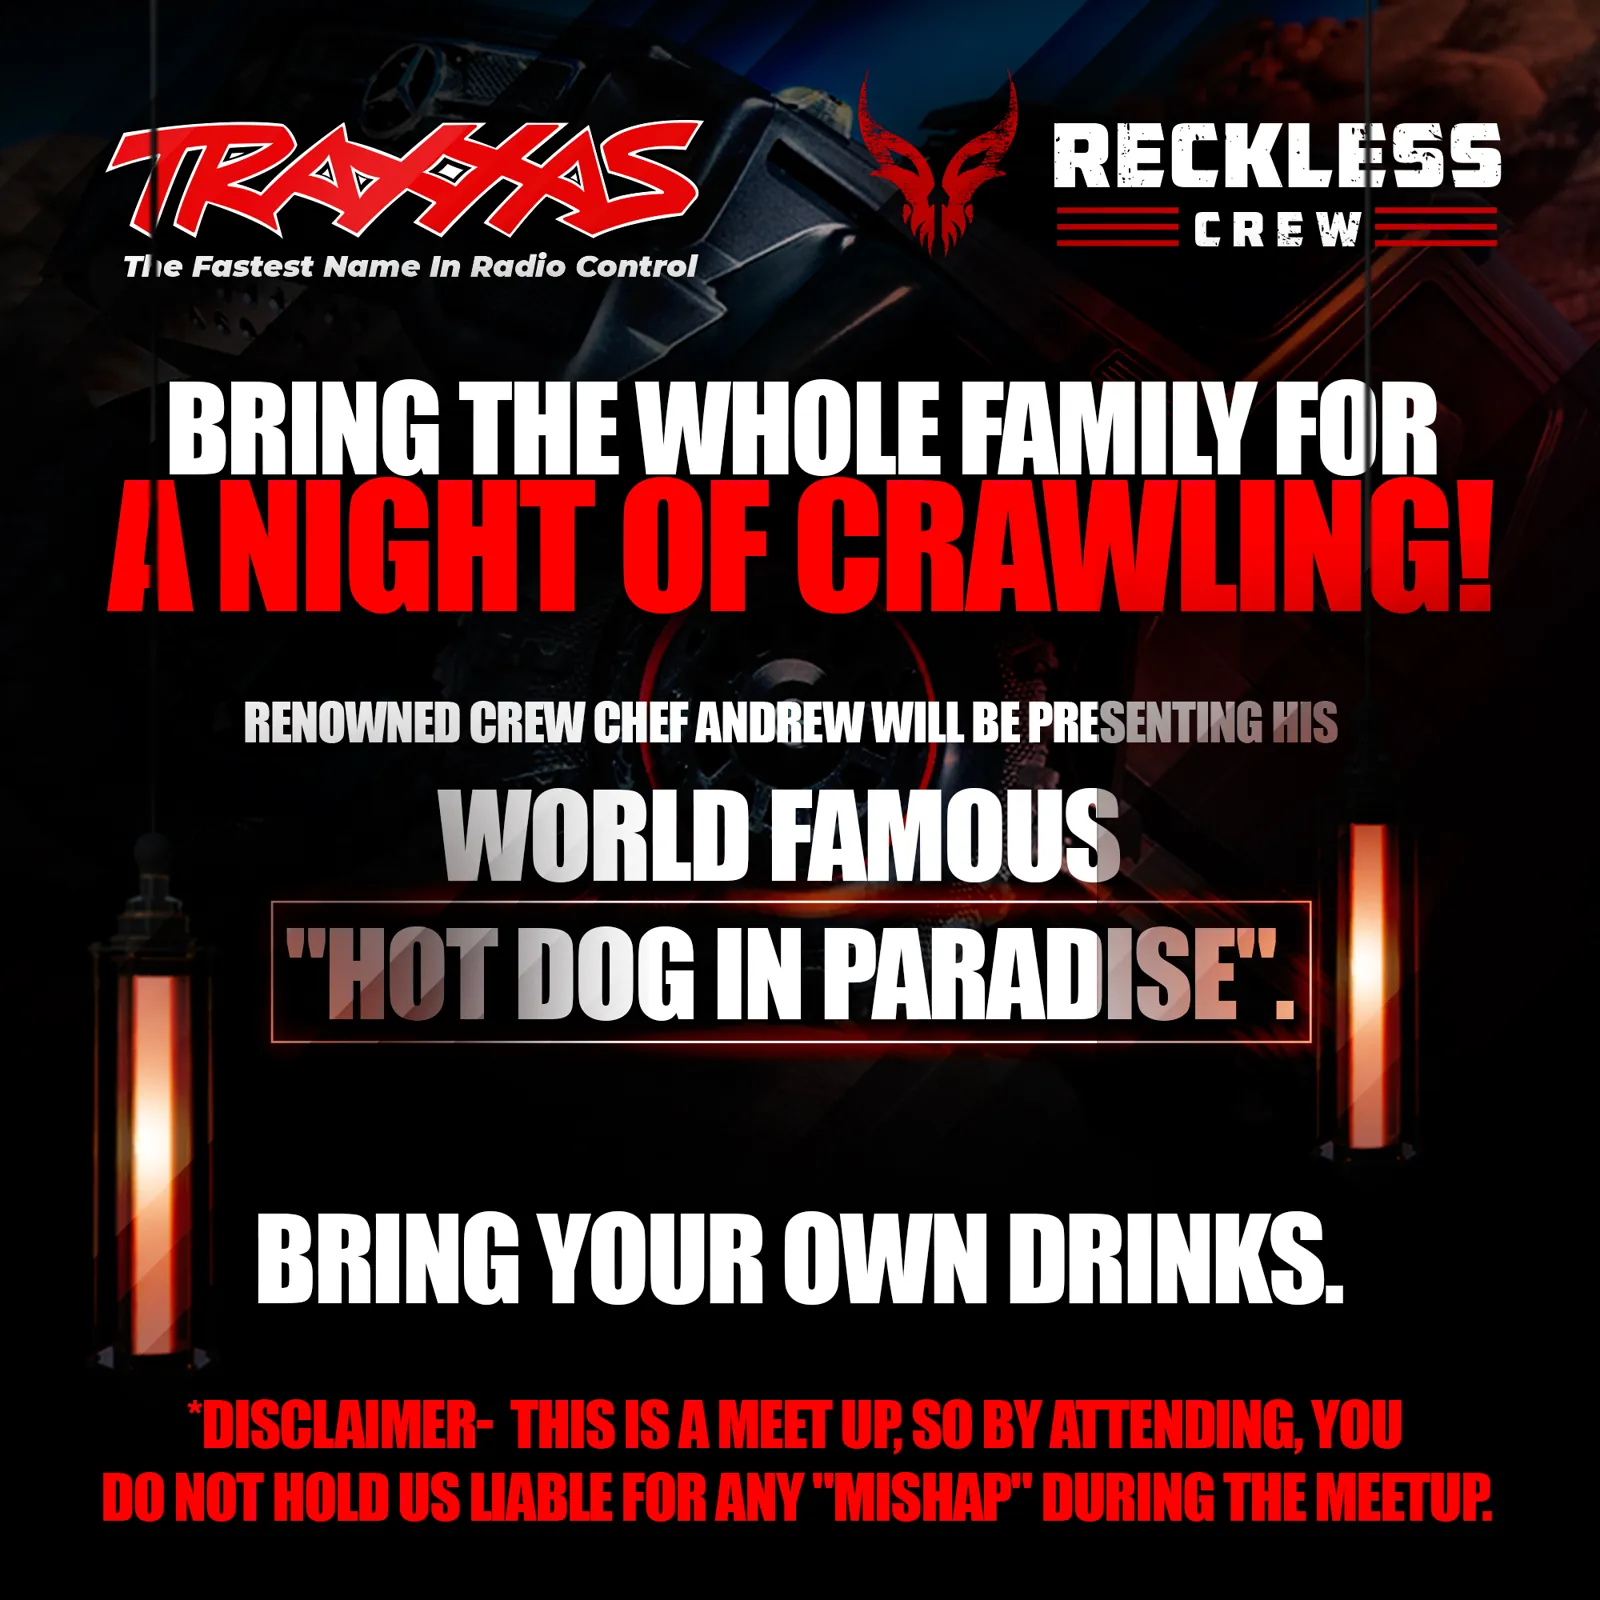 TRAXXAS
The Fastest Name In Radio Control
RECKLESS
CREW
BRING THE WHOLE FAMILY FOR
A NIGHT OF CRAWLING!
RENOWNED CREW CHEF ANDREW WILL BE PRESENTING HIS
WORLD FAMOUS
"HOT DOG IN PARADISE".
BRING YOUR OWN DRINKS.
*DISCLAIMER- THIS IS A MEET UP, SO BY ATTENDING, YOU
DO NOT HOLD US LIABLE FOR ANY "MISHAP" DURING THE MEETUP.